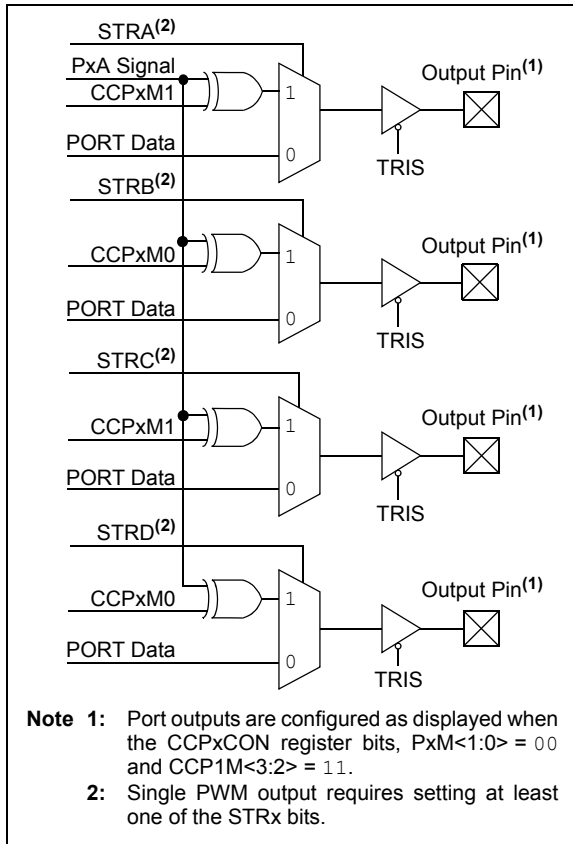 STRA(2)
PxA Signal
CCPxM1
1
Output Pin(1)
PORT Data
0
TRIS
STRB(2)
CCPxM0
1
Output Pin(1)
PORT Data
0
TRIS
STRC(2)
CCPxM1
1
Output Pin(1)
PORT Data
0
TRIS
STRD(2)
CCPxM0
1
Output Pin(1)
PORT Data
0
TRIS
Note 1: Port outputs are configured as displayed when
the CCPxCON register bits, PxM<1:0> = 00
and CCP1M<3:2> = 11.
2: Single PWM output requires setting at least
one of the STRx bits.